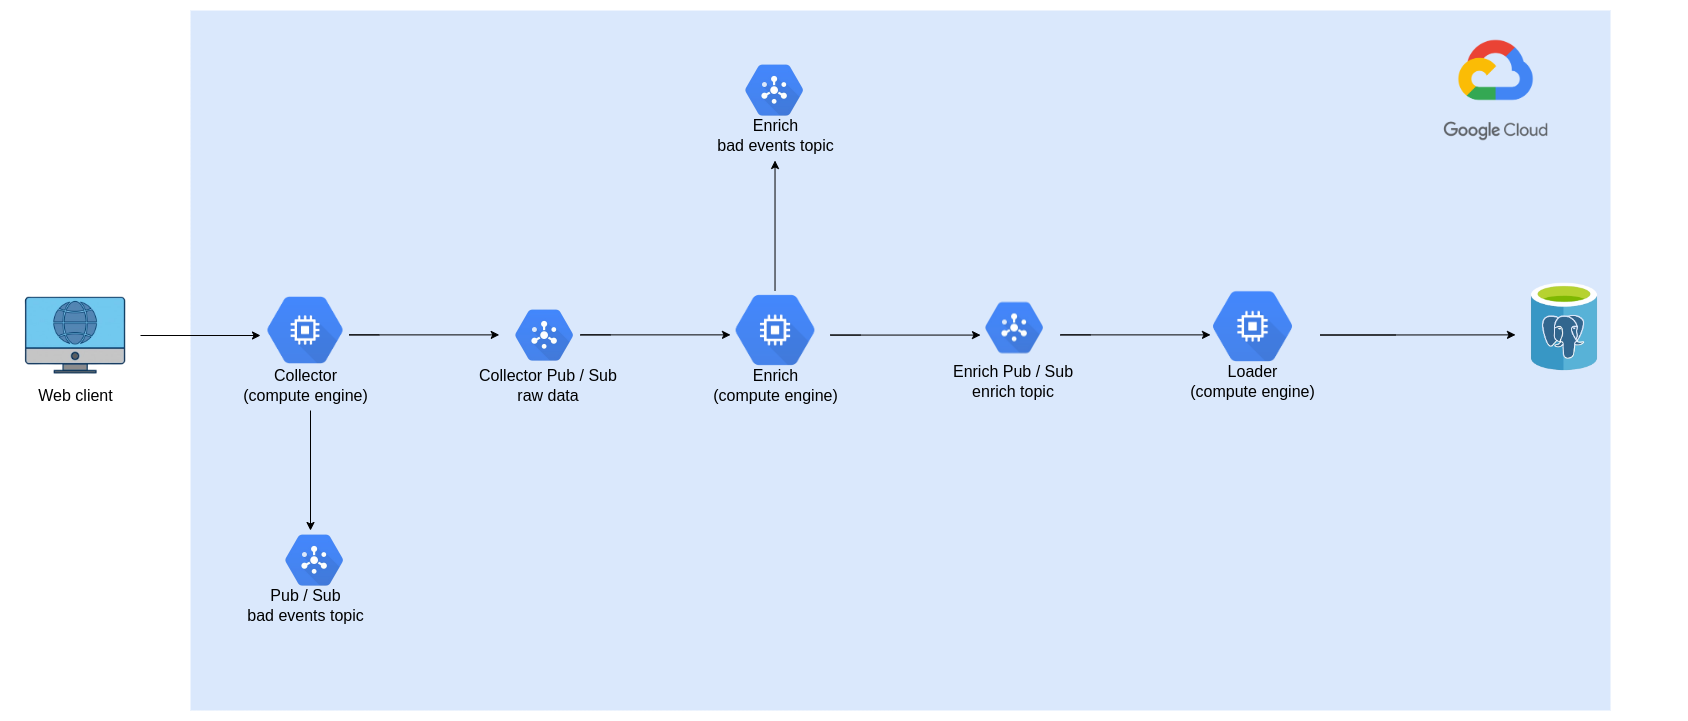 Enrich
bad events topic
Google Cloud
Web client
Collector
(compute engine)
Collector Pub / Sub
raw data
Enrich
(compute engine)
Enrich Pub / Sub
enrich topic
Loader
(compute engine)
Pub / Sub
bad events topic